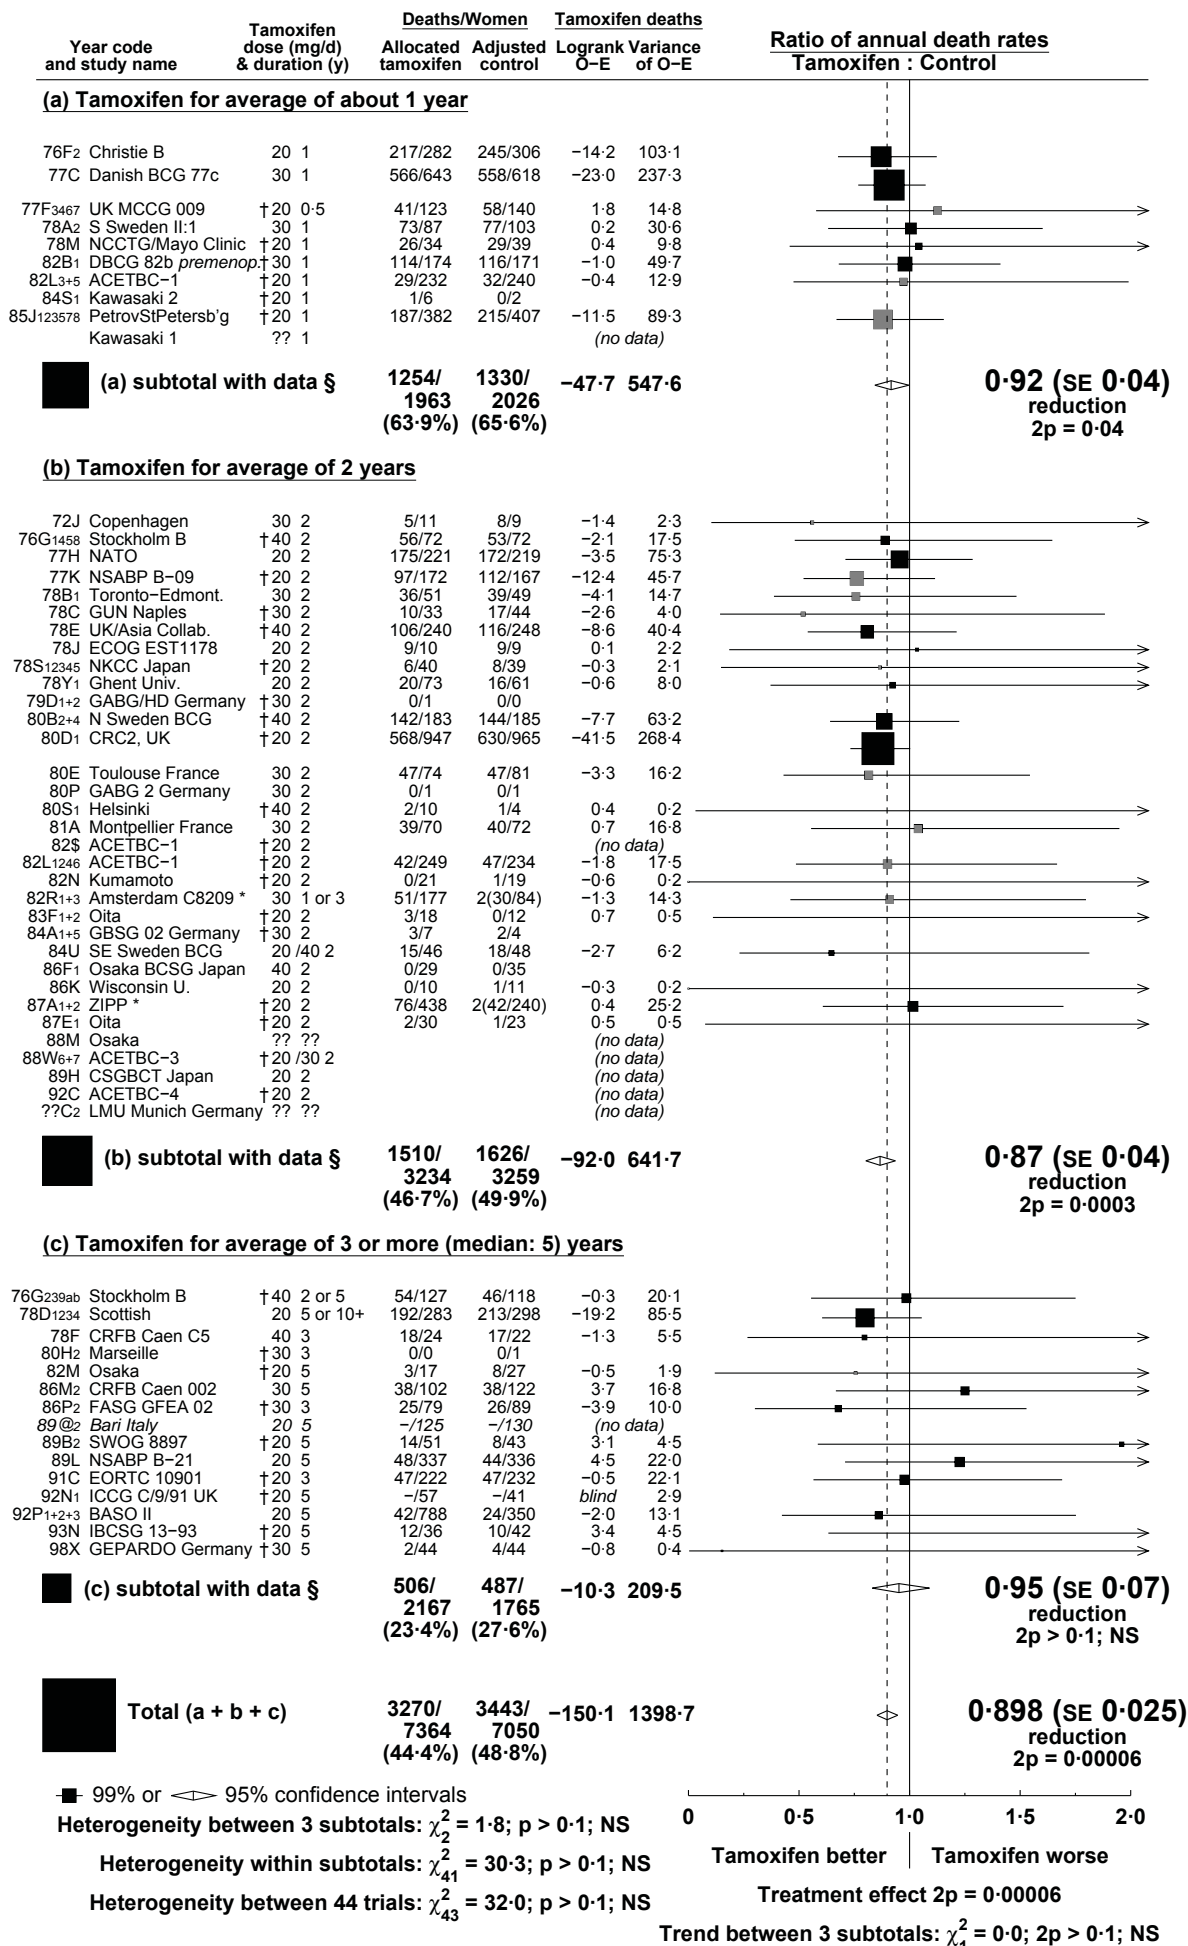 Deaths/Women Tamoxifen deaths
Year code and study name Tamoxifen dose (mg/d) & duration (y) Allocated tamoxifen Adjusted control Logrank O−E Variance of O−E Ratio of annual death rates Tamoxifen : Control
(a) Tamoxifen for average of about 1 year
76F2 Christie B 20 1 217/282 245/306 −14·2 103·1
77C Danish BCG 77c 30 1 566/643 558/618 −23·0 237·3
77F3467 UK MCCG 009 †20 0·5 41/123 58/140 1·8 14·8
78A2 S Sweden II:1 30 1 73/87 77/103 0·2 30·6
78M NCCTG/Mayo Clinic †20 1 26/34 29/39 0·4 9·8
82B1 DBCG 82b premenop.†30 1 114/174 116/171 −1·0 49·7
82L3+5 ACETBC−1 †20 1 29/232 32/240 −0·4 12·9
84S1 Kawasaki 2 †20 1 1/6 0/2
85J123578 PetrovStPetersb'g †20 1 187/382 215/407 −11·5 89·3
Kawasaki 1 ?? 1 (no data)
(a) subtotal with data § 1254/ 1330/ −47·7 547·6 0·92 (SE 0·04)
1963 2026 reduction
(63·9%) (65·6%) 2p = 0·04
(b) Tamoxifen for average of 2 years
72J Copenhagen 30 2 5/11 8/9 −1·4 2·3
76G1458 Stockholm B †40 2 56/72 53/72 −2·1 17·5
77H NATO 20 2 175/221 172/219 −3·5 75·3
77K NSABP B−09 †20 2 97/172 112/167 −12·4 45·7
78B1 Toronto−Edmont. 30 2 36/51 39/49 −4·1 14·7
78C GUN Naples †30 2 10/33 17/44 −2·6 4·0
78E UK/Asia Collab. †40 2 106/240 116/248 −8·6 40·4
78J ECOG EST1178 20 2 9/10 9/9 0·1 2·2
78S12345 NKCC Japan †20 2 6/40 8/39 −0·3 2·1
78Y1 Ghent Univ. 20 2 20/73 16/61 −0·6 8·0
79D1+2 GABG/HD Germany †30 2 0/1 0/0
80B2+4 N Sweden BCG †40 2 142/183 144/185 −7·7 63·2
80D1 CRC2, UK †20 2 568/947 630/965 −41·5 268·4
80E Toulouse France 30 2 47/74 47/81 −3·3 16·2
80P GABG 2 Germany 30 2 0/1 0/1
80S1 Helsinki †40 2 2/10 1/4 0·4 0·2
81A Montpellier France 30 2 39/70 40/72 0·7 16·8
82$ ACETBC−1 †20 2 (no data)
82L1246 ACETBC−1 †20 2 42/249 47/234 −1·8 17·5
82N Kumamoto †20 2 0/21 1/19 −0·6 0·2
82R1+3 Amsterdam C8209 * 30 1 or 3 51/177 2(30/84) −1·3 14·3
83F1+2 Oita †20 2 3/18 0/12 0·7 0·5
84A1+5 GBSG 02 Germany †30 2 3/7 2/4
84U SE Sweden BCG 20 /40 2 15/46 18/48 −2·7 6·2
86F1 Osaka BCSG Japan 40 2 0/29 0/35
86K Wisconsin U. 20 2 0/10 1/11 −0·3 0·2
87A1+2 ZIPP * †20 2 76/438 2(42/240) 0·4 25·2
87E1 Oita †20 2 2/30 1/23 0·5 0·5
88M Osaka ?? ?? (no data)
88W6+7 ACETBC−3 †20 /30 2 (no data)
89H CSGBCT Japan 20 2 (no data)
92C ACETBC−4 †20 2 (no data)
??C2 LMU Munich Germany ?? ?? (no data)
(b) subtotal with data § 1510/ 1626/ −92·0 641·7 0·87 (SE 0·04)
3234 3259 reduction
(46·7%) (49·9%) 2p = 0·0003
(c) Tamoxifen for average of 3 or more (median: 5) years
76G239ab Stockholm B †40 2 or 5 54/127 46/118 −0·3 20·1
78D1234 Scottish 20 5 or 10+ 192/283 213/298 −19·2 85·5
78F CRFB Caen C5 40 3 18/24 17/22 −1·3 5·5
80H2 Marseille †30 3 0/0 0/1
82M Osaka †20 5 3/17 8/27 −0·5 1·9
86M2 CRFB Caen 002 30 5 38/102 38/122 3·7 16·8
86P2 FASG GFEA 02 †30 3 25/79 26/89 −3·9 10·0
89@2 Bari Italy 20 5 −/125 −/130 (no data)
89B2 SWOG 8897 †20 5 14/51 8/43 3·1 4·5
89L NSABP B−21 20 5 48/337 44/336 4·5 22·0
91C EORTC 10901 †20 3 47/222 47/232 −0·5 22·1
92N1 ICCG C/9/91 UK †20 5 −/57 −/41 blind 2·9
92P1+2+3 BASO II 20 5 42/788 24/350 −2·0 13·1
93N IBCSG 13−93 †20 5 12/36 10/42 3·4 4·5
98X GEPARDO Germany †30 5 2/44 4/44 −0·8 0·4
(c) subtotal with data § 506/ 487/ −10·3 209·5 0·95 (SE 0·07)
2167 1765 reduction
(23·4%) (27·6%) 2p > 0·1; NS
Total (a + b + c) 3270/ 3443/ −150·1 1398·7 0·898 (SE 0·025)
7364 7050 reduction
(44·4%) (48·8%) 2p = 0·00006
99% or 95% confidence intervals
0 0·5 1·0 1·5 2·0
Heterogeneity between 3 subtotals: χ²₂ = 1·8; p > 0·1; NS
Heterogeneity within subtotals: χ²₄₁ = 30·3; p > 0·1; NS
Tamoxifen better Tamoxifen worse
Heterogeneity between 44 trials: χ²₄₃ = 32·0; p > 0·1; NS
Treatment effect 2p = 0·00006
Trend between 3 subtotals: χ²₁ = 0·0; 2p > 0·1; NS